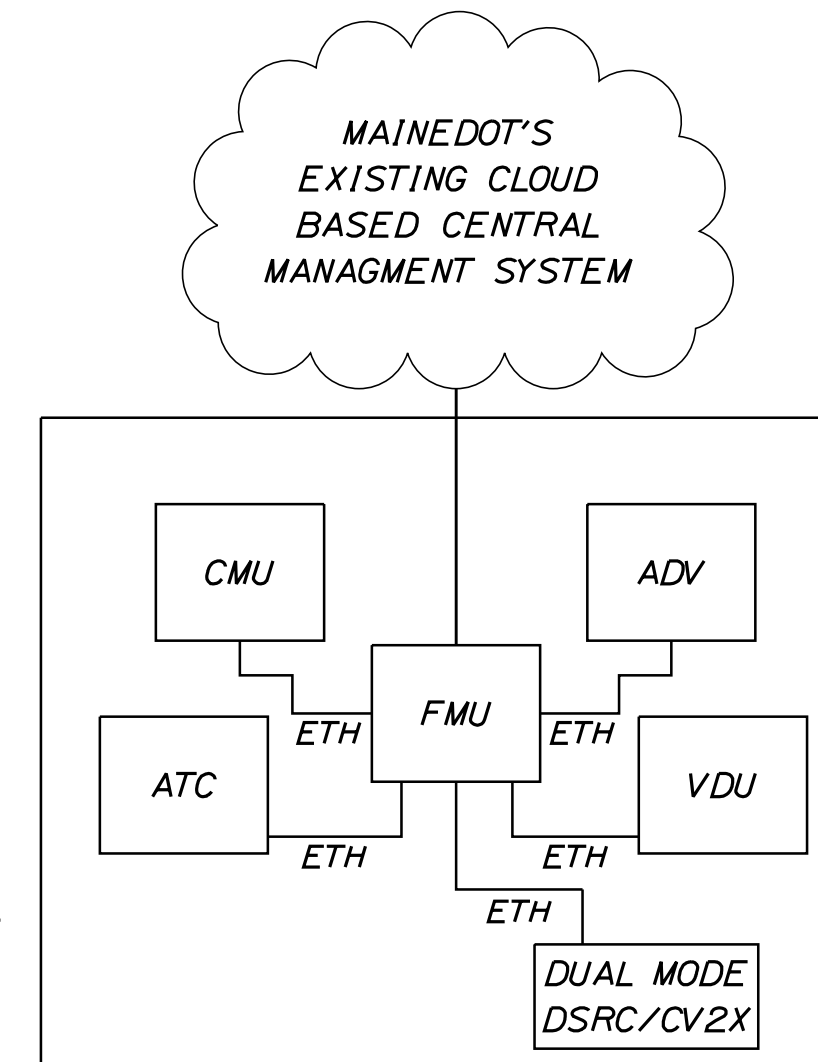 MAINEDOT'S
EXISTING CLOUD
BASED CENTRAL
MANAGMENT SYSTEM
CMU
ADV
FMU
ETH
ETH
ATC
VDU
ETH
ETH
ETH
DUAL MODE
DSRC/CV2X